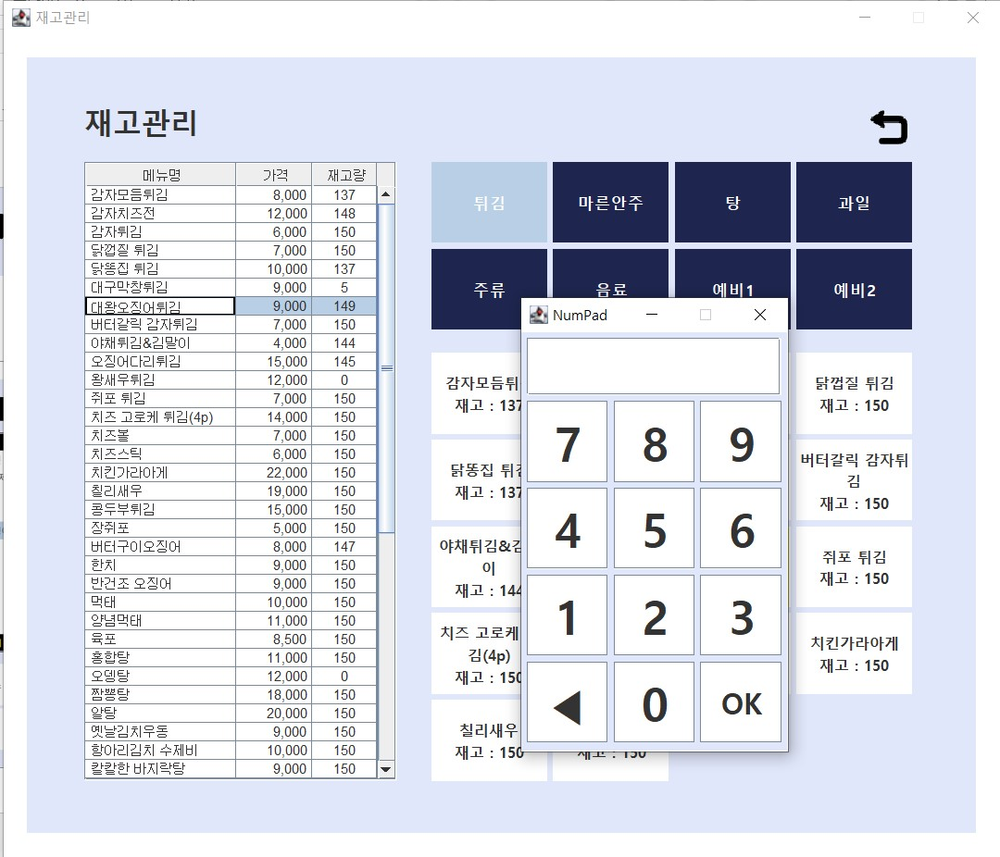 재고관리
재고관리
메뉴명 가격 재고량
감자모듬튀김 8,000 137
감자치즈전 12,000 148
감자튀김 6,000 150
닭껍질 튀김 7,000 150
닭똥집 튀김 10,000 137
대구막창튀김 9,000 5
대왕오징어튀김 9,000 149
버터갈릭 감자튀김 7,000 150
야채튀김&김말이 4,000 144
오징어다리튀김 15,000 145
왕새우튀김 12,000 0
쥐포 튀김 7,000 150
치즈 고로케 튀김(4p) 14,000 150
치즈볼 7,000 150
치즈스틱 6,000 150
치킨가라아게 22,000 150
칠리새우 19,000 150
콩두부튀김 15,000 150
장쥐포 5,000 150
버터구이오징어 8,000 147
한치 9,000 150
반건조 오징어 9,000 150
먹태 10,000 150
양념먹태 11,000 150
육포 8,500 150
홍합탕 11,000 150
오뎅탕 12,000 0
짬뽕탕 18,000 150
알탕 20,000 150
옛날김치우동 9,000 150
항아리김치 수제비 10,000 150
칼칼한 바지락탕 9,000 150
튀김 마른안주 탕 과일
주류 음료 예비1 예비2
감자모듬튀
재고 : 137
닭껍질 튀김
재고 : 150
닭똥집 튀김
재고 : 137
버터갈릭 감자튀
김
재고 : 150
야채튀김&김
이
재고 : 144
쥐포 튀김
재고 : 150
치즈 고로케
김(4p)
재고 : 150
치킨가라아게
재고 : 150
칠리새우
재고 : 150
재고 : 150
NumPad
7 8 9
4 5 6
1 2 3
◀ 0 OK